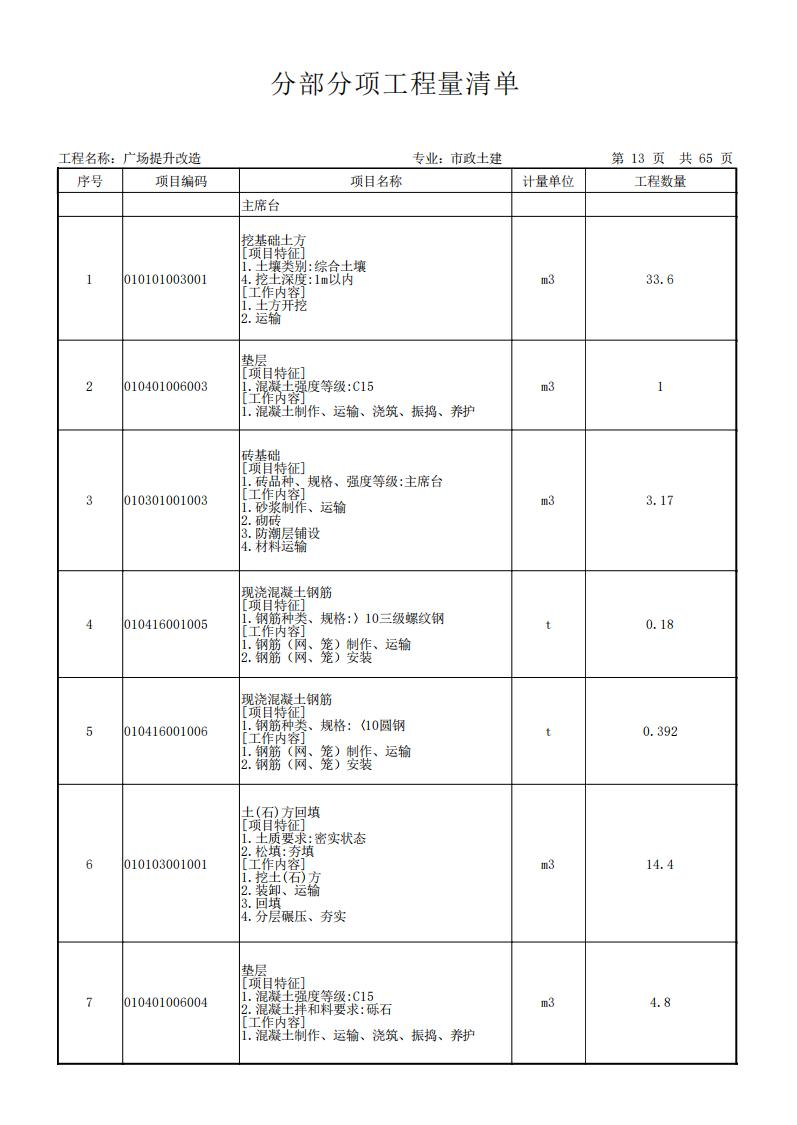 分部分项工程量清单
工程名称: 广场提升改造 专业: 市政土建 第 13 页 共 65 页
序号 项目编码 项目名称 计量单位 工程数量
主席台
挖基础土方
[项目特征]
1.土壤类别:综合土壤
1 010101003001 4.挖土深度:1m以内 m3 33.6
[工作内容]
1.土方开挖
2.运输
垫层
[项目特征]
2 010401006003 1.混凝土强度等级:C15 m3 1
[工作内容]
1.混凝土制作、运输、浇筑、振捣、养护
砖基础
[项目特征]
1.砖品种、规格、强度等级:主席台
[工作内容]
3 010301001003 1.砂浆制作、运输 m3 3.17
2.砌砖
3.防潮层铺设
4.材料运输
现浇混凝土钢筋
[项目特征]
1.钢筋种类、规格:〉10三级螺纹钢
4 010416001005 [工作内容] t 0.18
1.钢筋（网、笼）制作、运输
2.钢筋（网、笼）安装
现浇混凝土钢筋
[项目特征]
1.钢筋种类、规格:〈10圆钢
5 010416001006 [工作内容] t 0.392
1.钢筋（网、笼）制作、运输
2.钢筋（网、笼）安装
土(石)方回填
[项目特征]
1.土质要求:密实状态
2.松填:夯填
6 010103001001 [工作内容] m3 14.4
1.挖土(石)方
2.装卸、运输
3.回填
4.分层碾压、夯实
垫层
[项目特征]
1.混凝土强度等级:C15
7 010401006004 2.混凝土拌和料要求:砾石 m3 4.8
[工作内容]
1.混凝土制作、运输、浇筑、振捣、养护